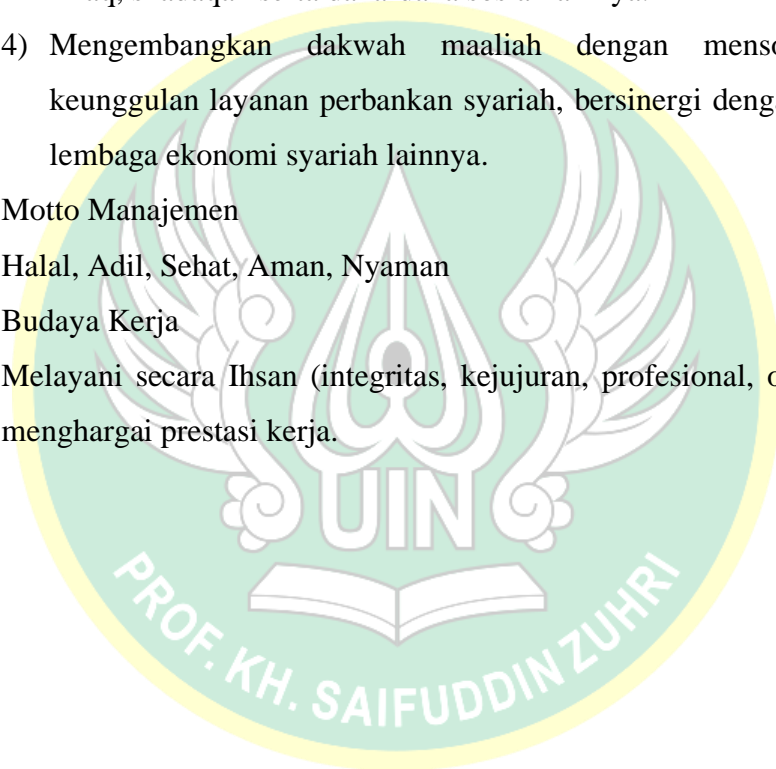 4) Mengembangkan dakwah maaliah dengan
keunggulan layanan perbankan syariah, bersinergi
lembaga ekonomi syariah lainnya.
Motto Manajemen
Halal, Adil, Sehat, Aman, Nyaman
Budaya Kerja
Melayani secara Ihsan (integritas, kejujuran, profesional,
menghargai prestasi kerja.
UIN
PROF. KH. SAIFUDDIN ZUHRI